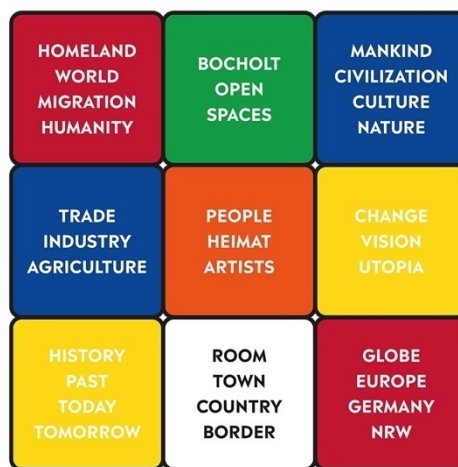 HOMELAND
WORLD
MIGRATION
HUMANITY
BOCHOLT
OPEN
SPACES
MANKIND
CIVILIZATION
CULTURE
NATURE
TRADE
INDUSTRY
AGRICULTURE
PEOPLE
HEIMAT
ARTISTS
CHANGE
VISION
UTOPIA
HISTORY
PAST
TODAY
TOMORROW
ROOM
TOWN
COUNTRY
BORDER
GLOBE
EUROPE
GERMANY
NRW